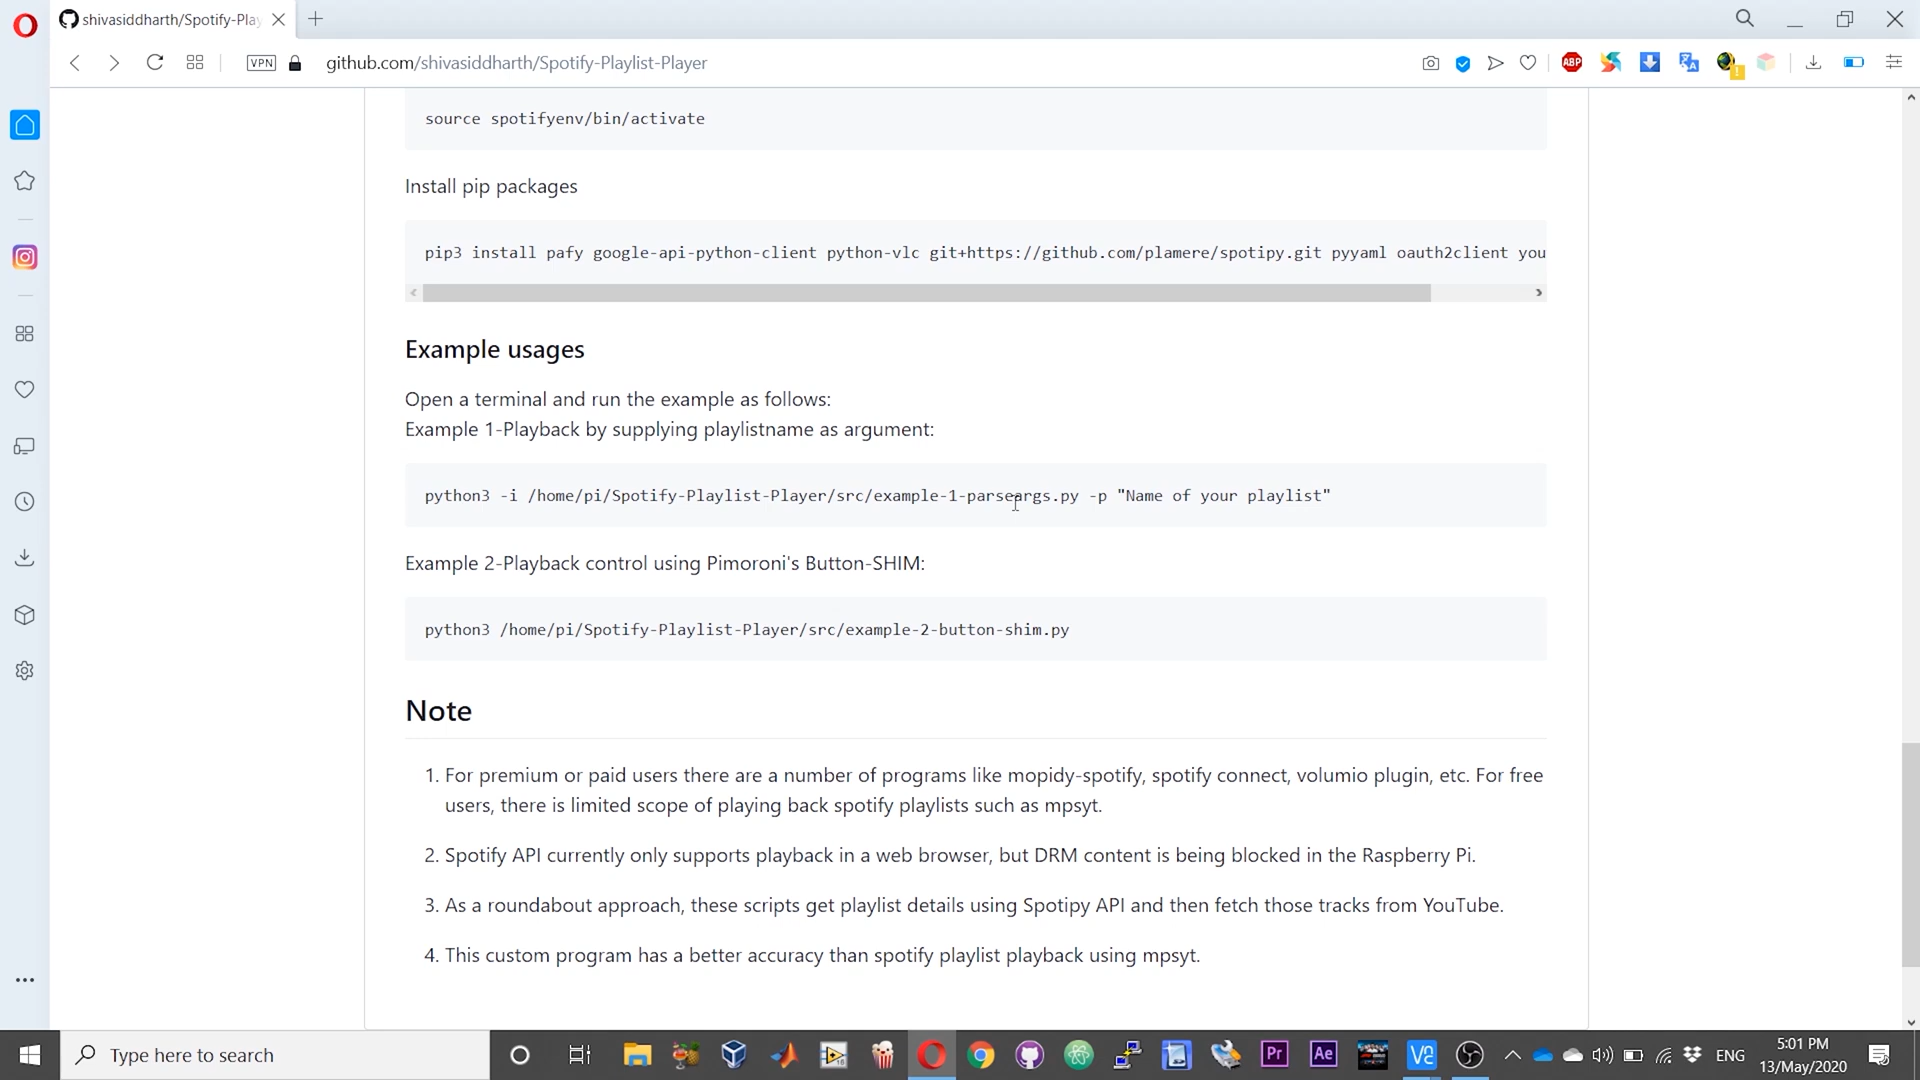 shivasiddharth/Spotify-Play
VPN
github.com/shivasiddharth/Spotify-Playlist-Player
ABP
source spotifyenv/bin/activate
Install pip packages
pip3 install pafy google-api-python-client python-vlc git+https://github.com/plamere/spotipy.git pyyaml oauth2client you
Example usages
Open a terminal and run the example as follows:
Example 1-Playback by supplying playlistname as argument:
python3 -i /home/pi/Spotify-Playlist-Player/src/example-1-parseargs.py -p "Name of your playlist"
Example 2-Playback control using Pimoroni's Button-SHIM:
python3 /home/pi/Spotify-Playlist-Player/src/example-2-button-shim.py
Note
1. For premium or paid users there are a number of programs like mopidy-spotify, spotify connect, volumio plugin, etc. For free
users, there is limited scope of playing back spotify playlists such as mpsyt.
2. Spotify API currently only supports playback in a web browser, but DRM content is being blocked in the Raspberry Pi.
3. As a roundabout approach, these scripts get playlist details using Spotipy API and then fetch those tracks from YouTube.
4. This custom program has a better accuracy than spotify playlist playback using mpsyt.
Type here to search
Pr
Ae
ENG
5:01 PM
13/May/2020